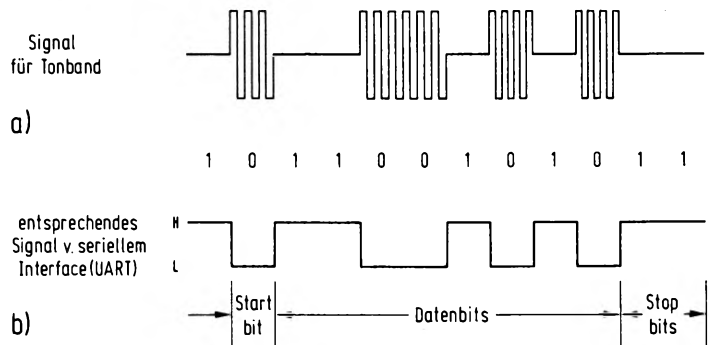 Signal
für Tonband
a)
1 0 1 1 0 0 1 0 1 0 1 1
entsprechendes
Signal v. seriellem
Interface (UART)
H
L
b)
Start
bit
Datenbits
Stop
bits